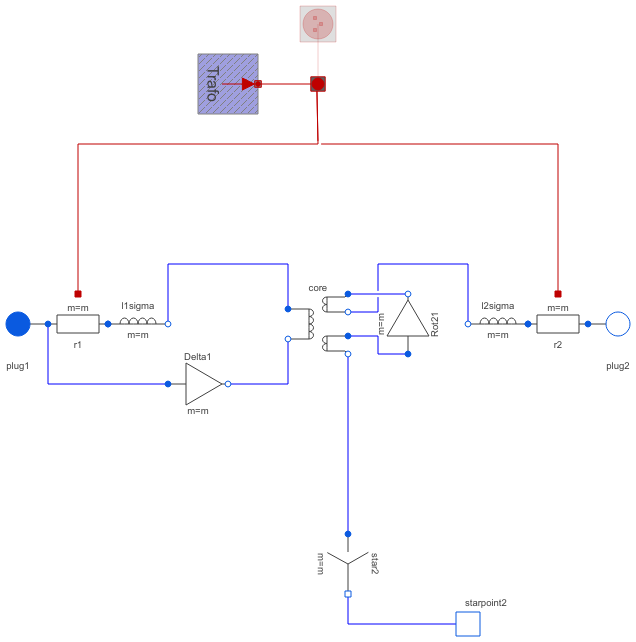 Trafo
core
l1sigma
l2sigma
m=m
m=m
m=m
Rot21
m=m
m=m
r1
r2
Delta1
plug1
plug2
m=m
m=m
star2
starpoint2